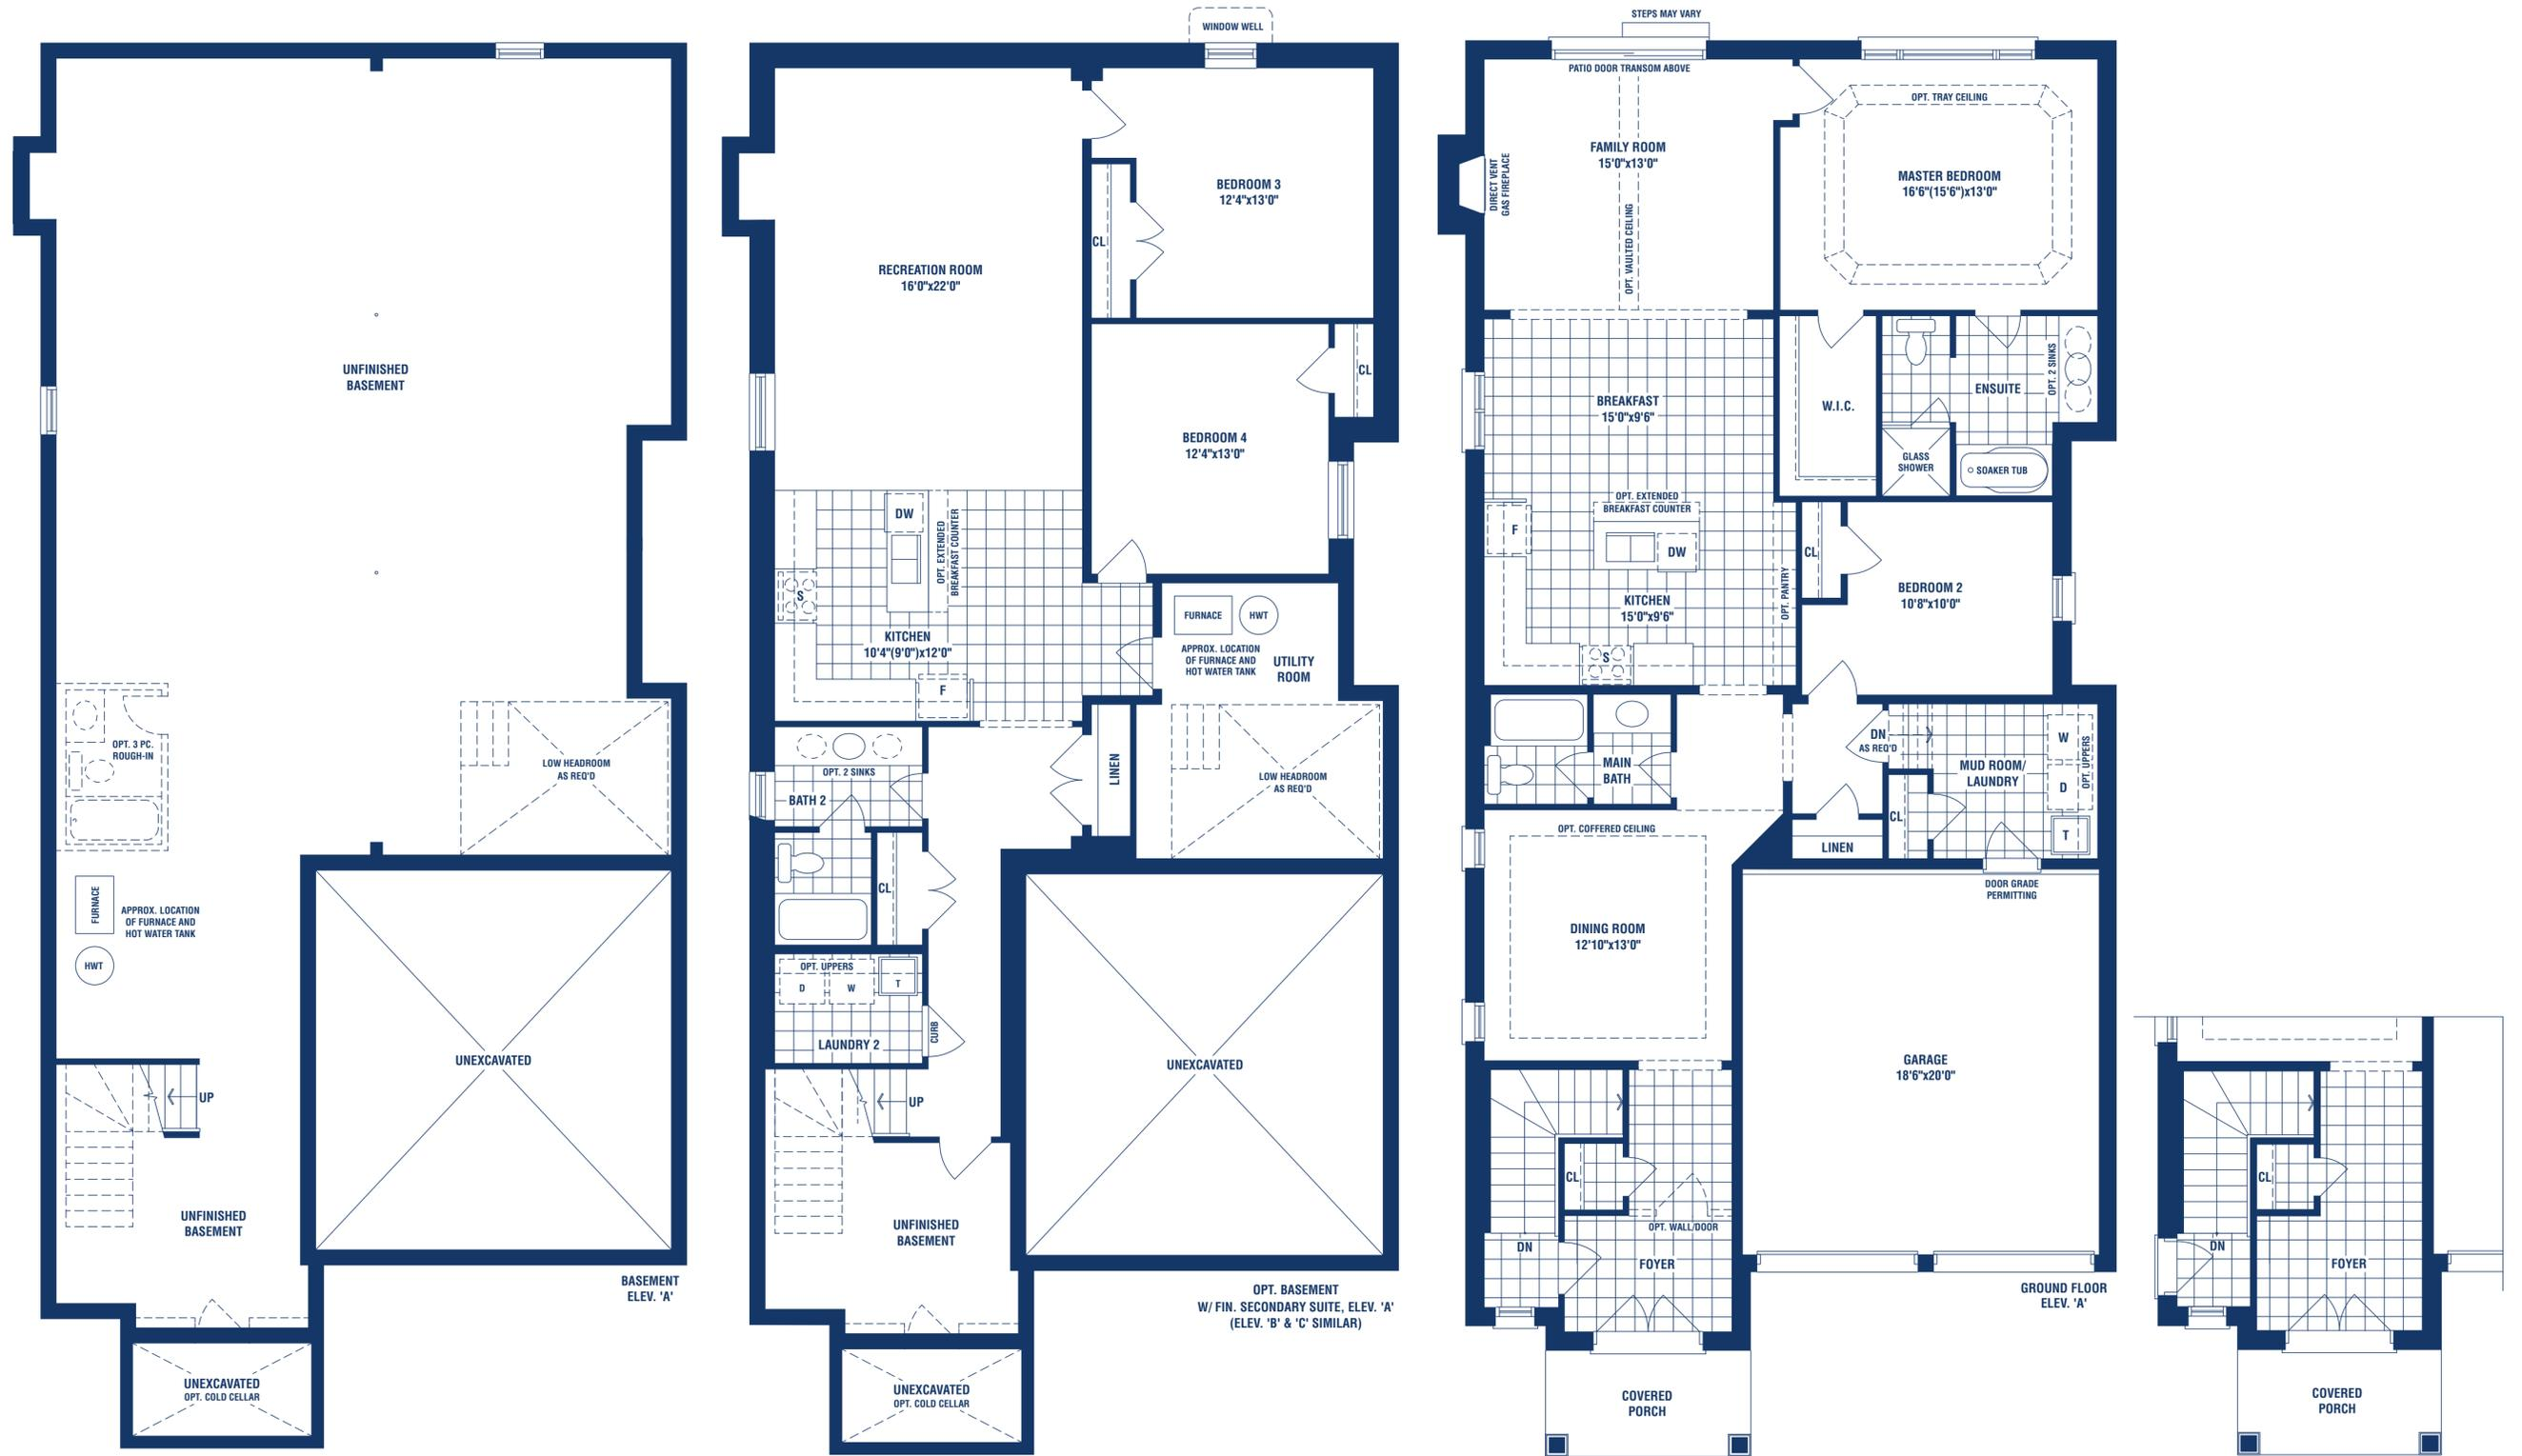 UNFINISHED
BASEMENT
OPT. 3 PC.
ROUGH-IN
LOW HEADROOM
AS REQ'D
FURNACE
APPROX. LOCATION
OF FURNACE AND
HOT WATER TANK
HWT
UNEXCAVATED
UP
UNFINISHED
BASEMENT
BASEMENT
ELEV. 'A'
UNEXCAVATED
OPT. COLD CELLAR
WINDOW WELL
BEDROOM 3
12'4"x13'0"
CL
RECREATION ROOM
16'0"x22'0"
CL
BEDROOM 4
12'4"x13'0"
DW
OPT. EXTENDED
BREAKFAST COUNTER
S
KITCHEN
10'4"(9'0")x12'0"
F
FURNACE
HWT
APPROX. LOCATION
OF FURNACE AND
HOT WATER TANK
UTILITY
ROOM
OPT. 2 SINKS
BATH 2
LINEN
LOW HEADROOM
AS REQ'D
CL
OPT. UPPERS
D
W
T
CURB
LAUNDRY 2
UNEXCAVATED
UP
UNFINISHED
BASEMENT
OPT. BASEMENT
W/ FIN. SECONDARY SUITE, ELEV. 'A'
(ELEV. 'B' & 'C' SIMILAR)
UNEXCAVATED
OPT. COLD CELLAR
STEPS MAY VARY
PATIO DOOR TRANSOM ABOVE
OPT. TRAY CEILING
FAMILY ROOM
15'0"x13'0"
DIRECT VENT
GAS FIREPLACE
MASTER BEDROOM
16'6"(15'6")x13'0"
OPT. VAULTED CEILING
BREAKFAST
15'0"x9'6"
W.I.C.
ENSUITE
OPT. 2 SINKS
GLASS
SHOWER
SOAKER TUB
OPT. EXTENDED
BREAKFAST COUNTER
F
DW
CL
KITCHEN
15'0"x9'6"
OPT. PANTRY
BEDROOM 2
10'8"x10'0"
S
MAIN
BATH
DN
AS REQ'D
MUD ROOM/
LAUNDRY
W
D
OPT. UPPERS
CL
T
LINEN
OPT. COFFERED CEILING
DOOR GRADE
PERMITTING
DINING ROOM
12'10"x13'0"
GARAGE
18'6"x20'0"
CL
OPT. WALL/DOOR
DN
FOYER
GROUND FLOOR
ELEV. 'A'
COVERED
PORCH
CL
DN
FOYER
COVERED
PORCH